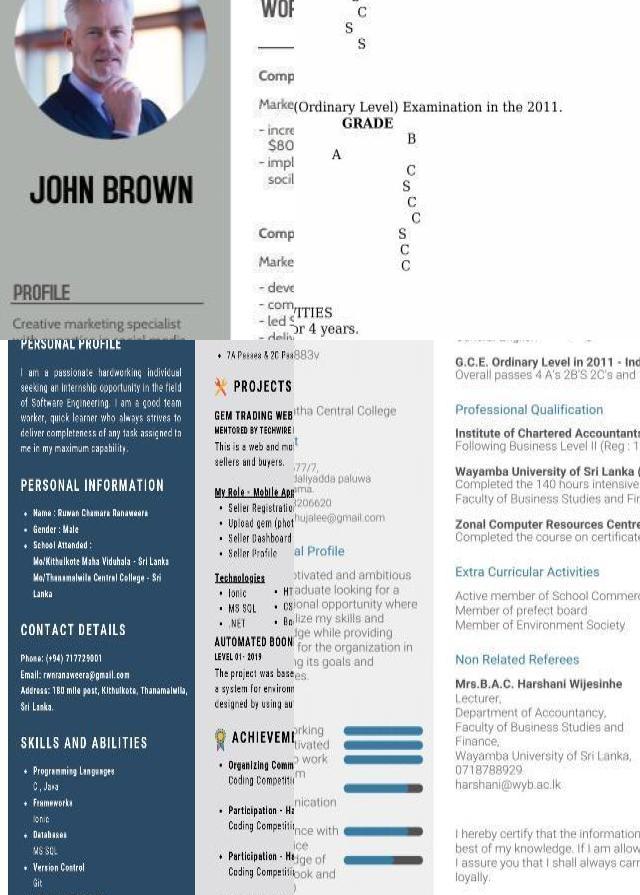 WOR
C
S
S
Comp
Marke
(Ordinary Level) Examination in the 2011.
GRADE
- incre
$80
B
A
- impl
socil
C
S
C
C
S
C
C
JOHN BROWN
Comp
Marke
- deve
- com
- led S
- deliv
VITIES
or 4 years.
PROFILE
Creative marketing specialist
PERSONAL PROFILE
I am a passionate hardworking individual
seeking an Internship opportunity in the field
of Software Engineering. I am a good team
worker, quick learner who always strives to
deliver completeness of any task assigned to
me in my maximum capability.
PERSONAL INFORMATION
• Name : Ruwan Chamara Ranaweera
• Gender : Male
• School Attended :
Mo/Kithulkote Maha Viduhala - Sri Lanka
Mo/Thanamalwila Central College - Sri
Lanka
CONTACT DETAILS
Phone: (+94) 717729001
Email: rwnranaweera@gmail.com
Address: 180 mile post, Kithulkote, Thanamalwila,
Sri Lanka.
SKILLS AND ABILITIES
• Programming Languages
C , Java
• Frameworks
Ionic
• Databases
MS SQL
• Version Control
Git
• 7A Passes & 2C Pas
PROJECTS
GEM TRADING WEB
MENTORED BY TECHWIRE
This is a web and mo
sellers and buyers.
My Role - Mobile App
• Seller Registratio
• Upload gem (phot
• Seller Dashboard
• Seller Profile
Technologies
• Ionic • HT
• MS SQL • CS
• .NET • Bo
AUTOMATED BOON
LEVEL 01- 2019
The project was base
a system for environm
designed by using au
ACHIEVEME
• Organizing Comm
Coding Competiti
• Participation - Ha
Coding Competiti
• Participation - Ha
Coding Competiti
883v
tha Central College
t
77/7,
daliyadda paluwa
ama.
3206620
hujalee@gmail.com
al Profile
otivated and ambitious
raduate looking for a
ional opportunity where
lize my skills and
dge while providing
for the organization in
ng its goals and
es.
orking
tivated
o work
m
nication
nce with
ice
dge of
ook and
)
G.C.E. Ordinary Level in 2011 - Ind
Overall passes 4 A's 2B'S 2C's and
Professional Qualification
Institute of Chartered Accountants
Following Business Level II (Reg : 1
Wayamba University of Sri Lanka (
Completed the 140 hours intensive
Faculty of Business Studies and Fin
Zonal Computer Resources Centre
Completed the course on certificate
Extra Curricular Activities
Active member of School Commerc
Member of prefect board
Member of Environment Society
Non Related Referees
Mrs.B.A.C. Harshani Wijesinhe
Lecturer,
Department of Accountancy,
Faculty of Business Studies and
Finance,
Wayamba University of Sri Lanka,
0718788929
harshani@wyb.ac.lk
I hereby certify that the information
best of my knowledge. If I am allow
I assure you that I shall always carr
loyally.